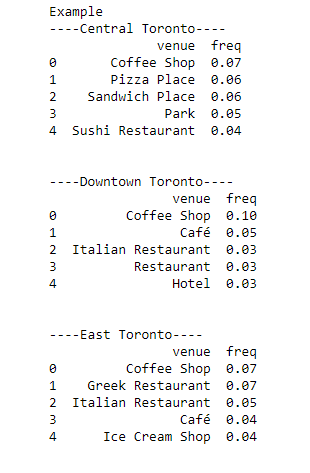 Example
----Central Toronto----
venue freq
0 Coffee Shop 0.07
1 Pizza Place 0.06
2 Sandwich Place 0.06
3 Park 0.05
4 Sushi Restaurant 0.04
----Downtown Toronto----
venue freq
0 Coffee Shop 0.10
1 Café 0.05
2 Italian Restaurant 0.03
3 Restaurant 0.03
4 Hotel 0.03
----East Toronto----
venue freq
0 Coffee Shop 0.07
1 Greek Restaurant 0.07
2 Italian Restaurant 0.05
3 Café 0.04
4 Ice Cream Shop 0.04